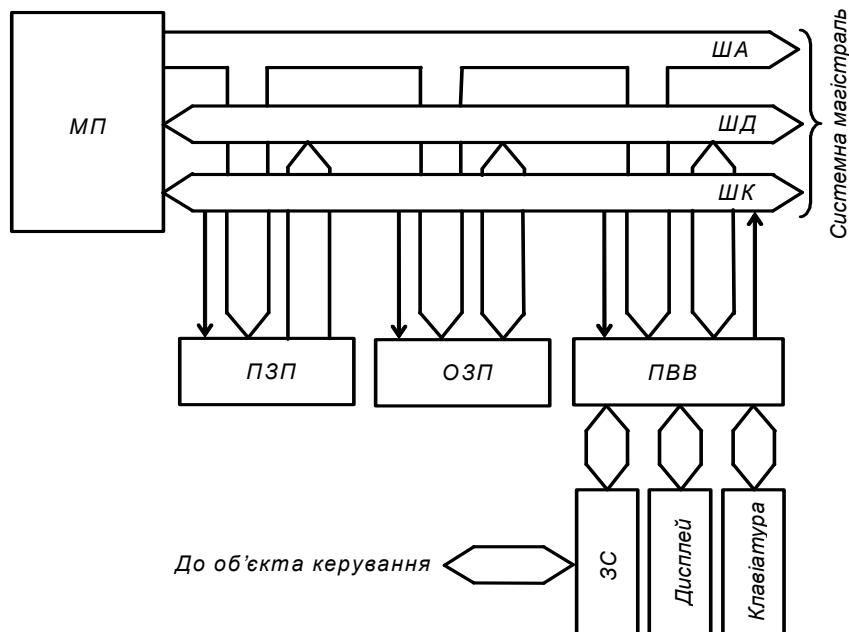 МП
ША
ШД
ШК
Системна магістраль
ПЗП
ОЗП
ПВВ
До об’єкта керування
ЗС
Дисплей
Клавіатура